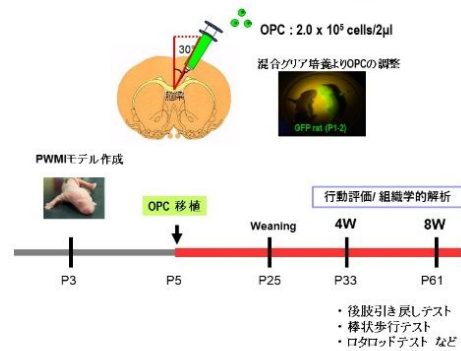 30°
OPC : 2.0 x 10⁵ cells/2μl
混合グリア培養よりOPCの調整
GFP rat (P1-2)
PWMIモデル作成
OPC 移植
行動評価/ 組織学的解析
Weaning
4W
8W
P3
P5
P25
P33
P61
・後肢引き戻しテスト
・棒状歩行テスト
・ロタロッドテスト など